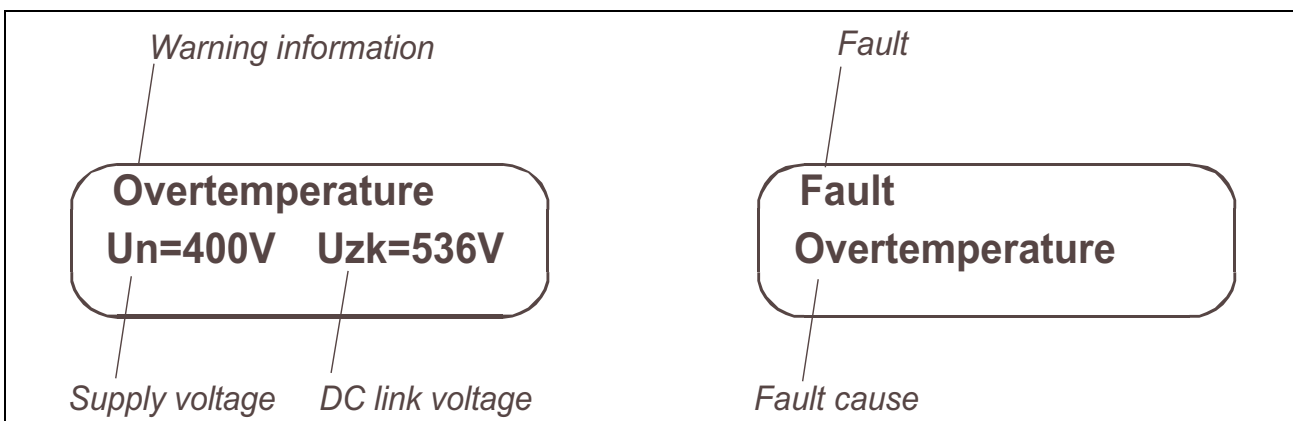 Warning information
Overtemperature
Un=400V Uzk=536V
Supply voltage DC link voltage
Fault
Fault
Overtemperature
Fault cause